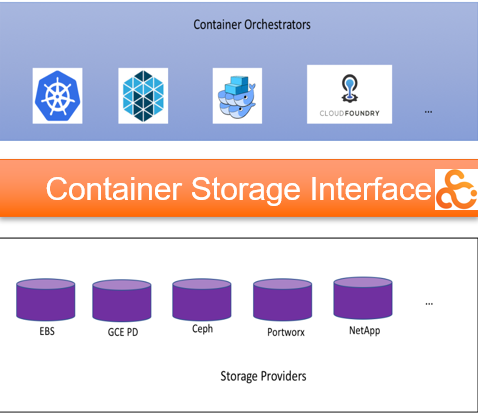 Container Orchestrators
CLOUDFOUNDRY
...
Container Storage Interface
...
EBS
GCE PD
Ceph
Portworx
NetApp
Storage Providers